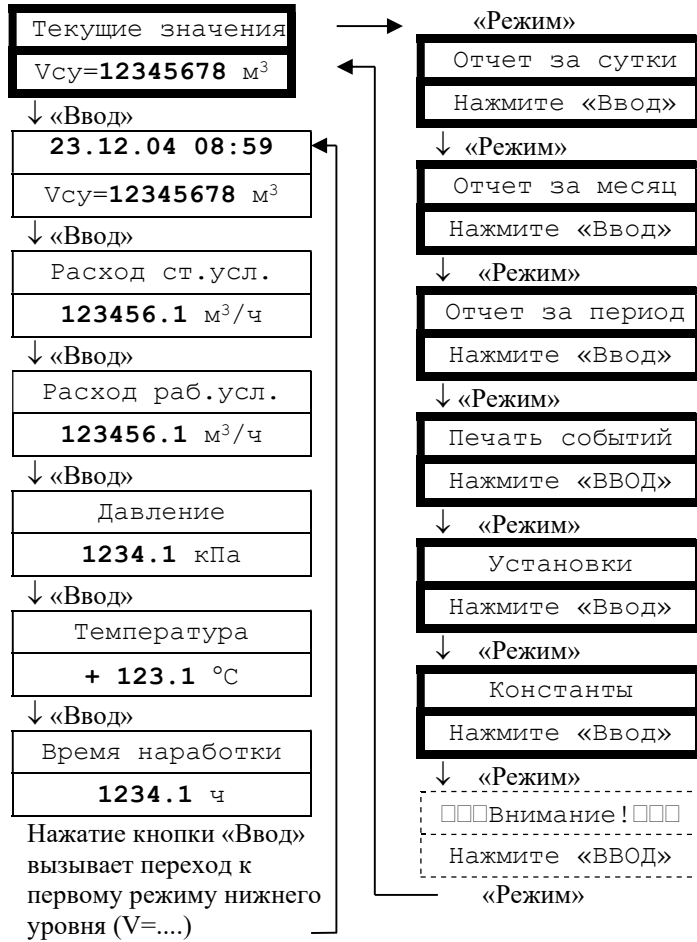 Текущие значения
Vсу=12345678 м³
↓ «Ввод»
23.12.04 08:59
Vсу=12345678 м³
↓ «Ввод»
Расход ст.усл.
123456.1 м³/ч
↓ «Ввод»
Расход раб.усл.
123456.1 м³/ч
↓ «Ввод»
Давление
1234.1 кПа
↓ «Ввод»
Температура
+ 123.1 °C
↓ «Ввод»
Время наработки
1234.1 ч
Нажатие кнопки «Ввод»
вызывает переход к
первому режиму нижнего
уровня (V=....)
«Режим»
Отчет за сутки
Нажмите «Ввод»
↓ «Режим»
Отчет за месяц
Нажмите «Ввод»
↓ «Режим»
Отчет за период
Нажмите «Ввод»
↓ «Режим»
Печать событий
Нажмите «ВВОД»
↓ «Режим»
Установки
Нажмите «Ввод»
↓ «Режим»
Константы
Нажмите «Ввод»
↓ «Режим»
□□□Внимание!□□□
Нажмите «ВВОД»
«Режим»